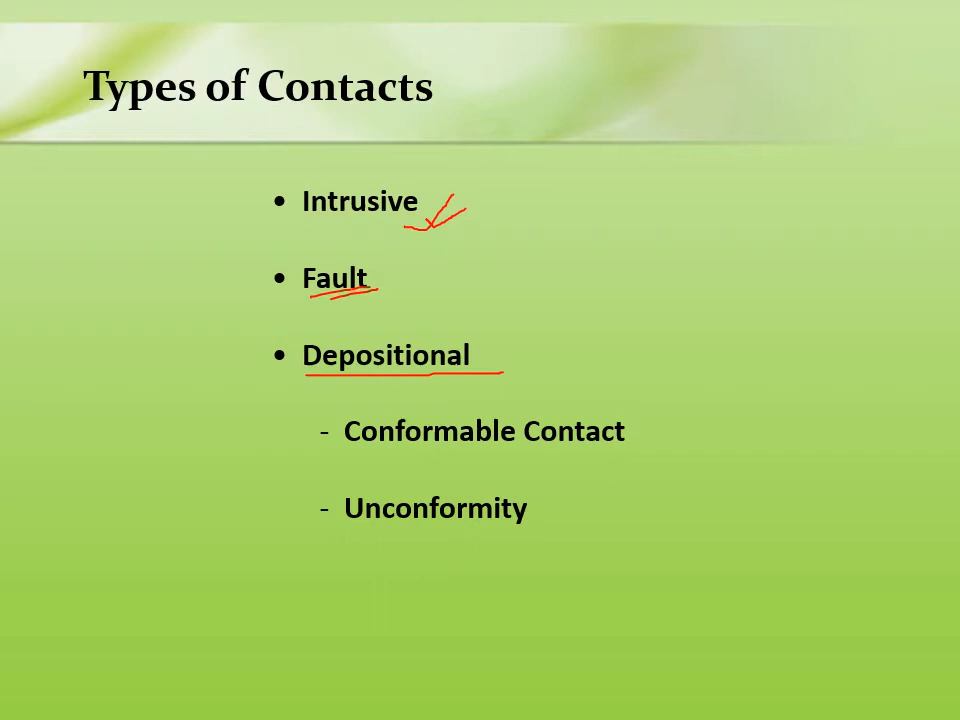 Types of Contacts
• Intrusive
• Fault
• Depositional
- Conformable Contact
- Unconformity